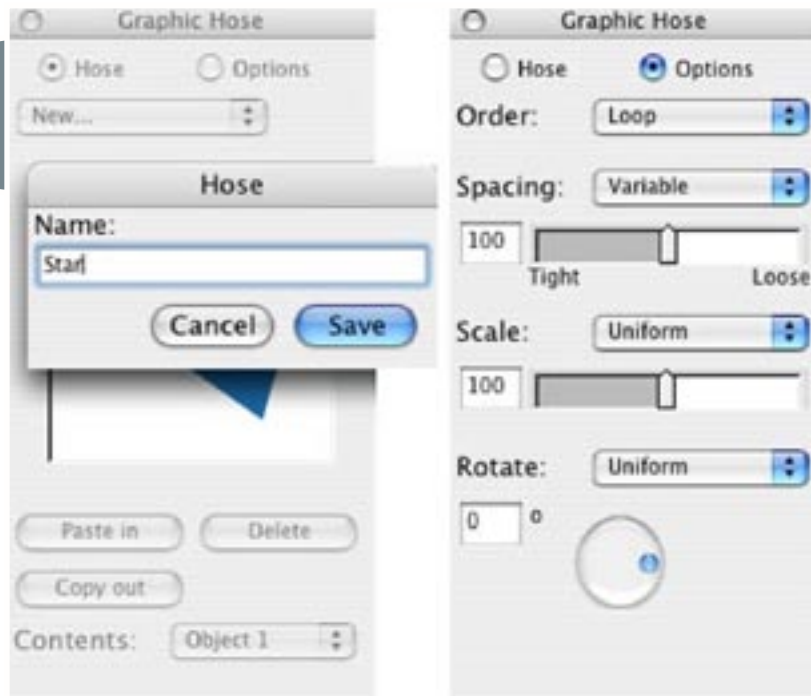 Graphic Hose
Hose Options
New...
Hose
Name:
Star
Cancel Save
Paste in Delete
Copy out
Contents: Object 1
Graphic Hose
Hose Options
Order: Loop
Spacing: Variable
100
Tight Loose
Scale: Uniform
100
Rotate: Uniform
0 °